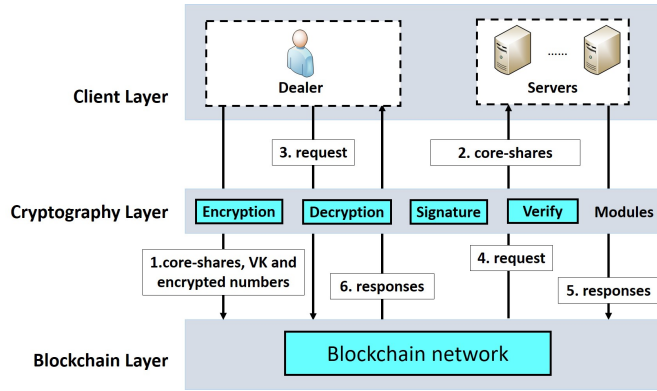 Client Layer
Dealer
......
Servers
3. request
2. core-shares
Cryptography Layer
Encryption
Decryption
Signature
Verify
Modules
1.core-shares, VK and
encrypted numbers
6. responses
4. request
5. responses
Blockchain Layer
Blockchain network